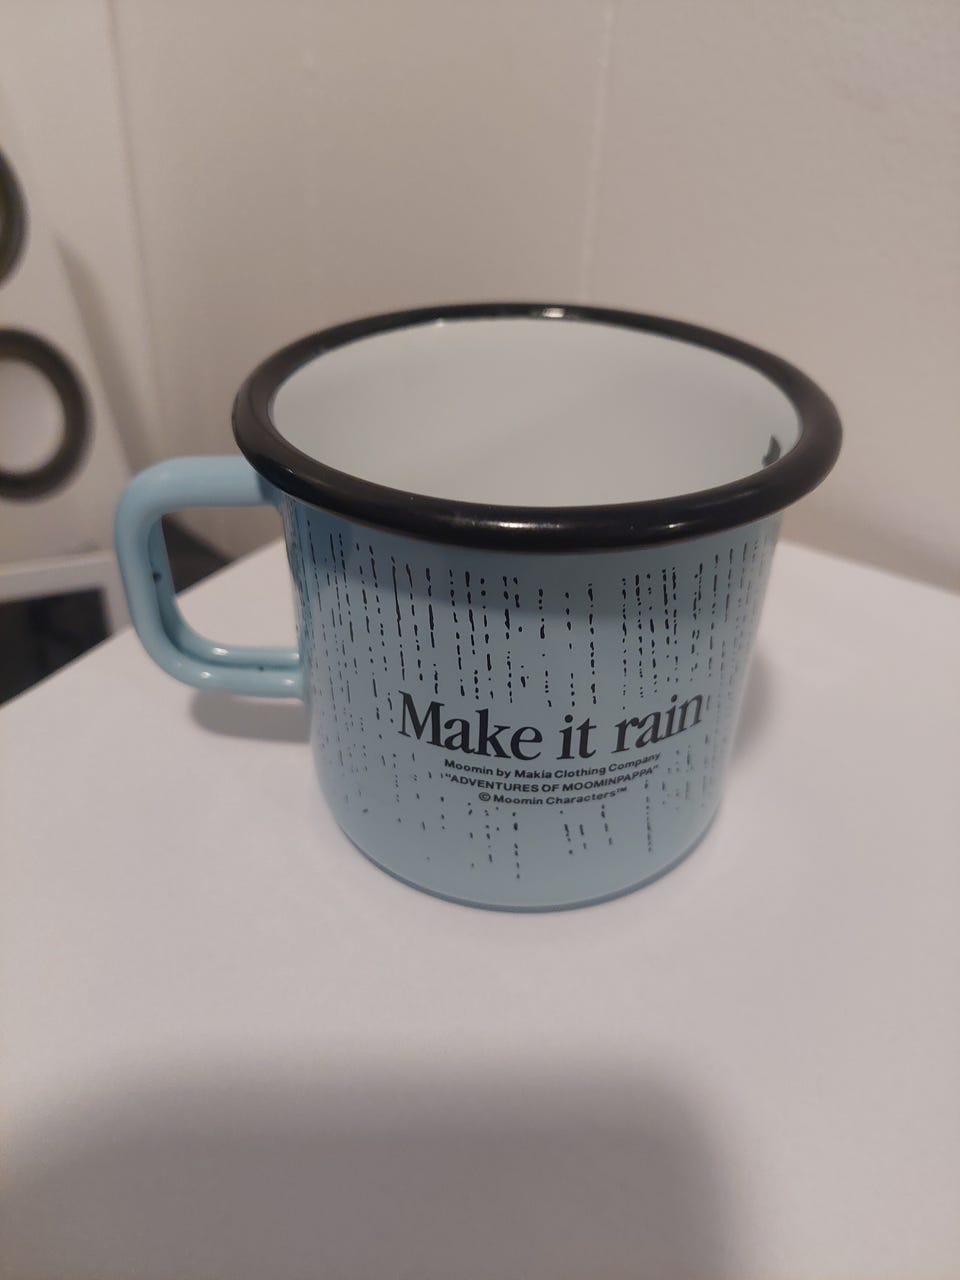 Make it rain
Moomin by Makia Clothing Company
"ADVENTURES OF MOOMINPAPPA"
© Moomin Characters™